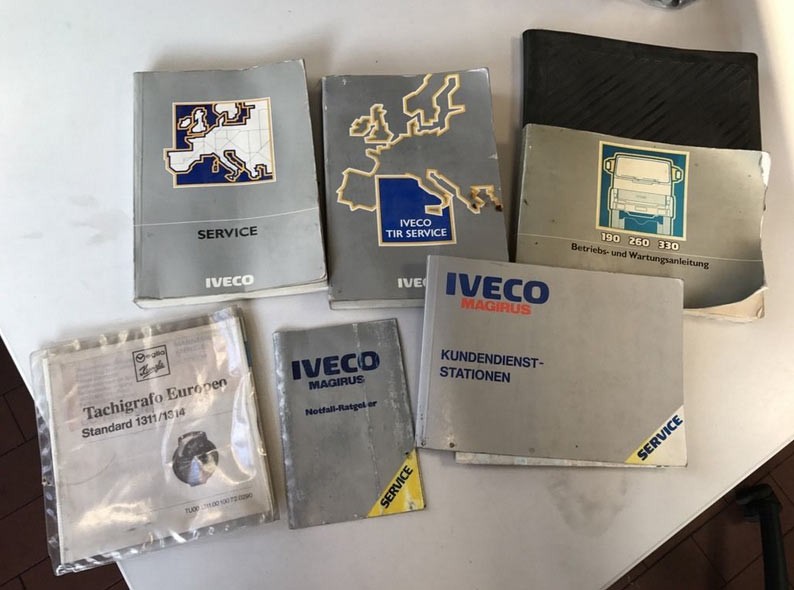 SERVICE
IVECO
IVECO
TIR SERVICE
IVEC
190 260 330
Betriebs- und Wartungsanleitung
IVECO
MAGIRUS
KUNDENDIENST-
STATIONEN
SERVICE
IVECO
MAGIRUS
Notfall-Ratgeber
SERVICE
Tachigrafo Europeo
Standard 1311/1314